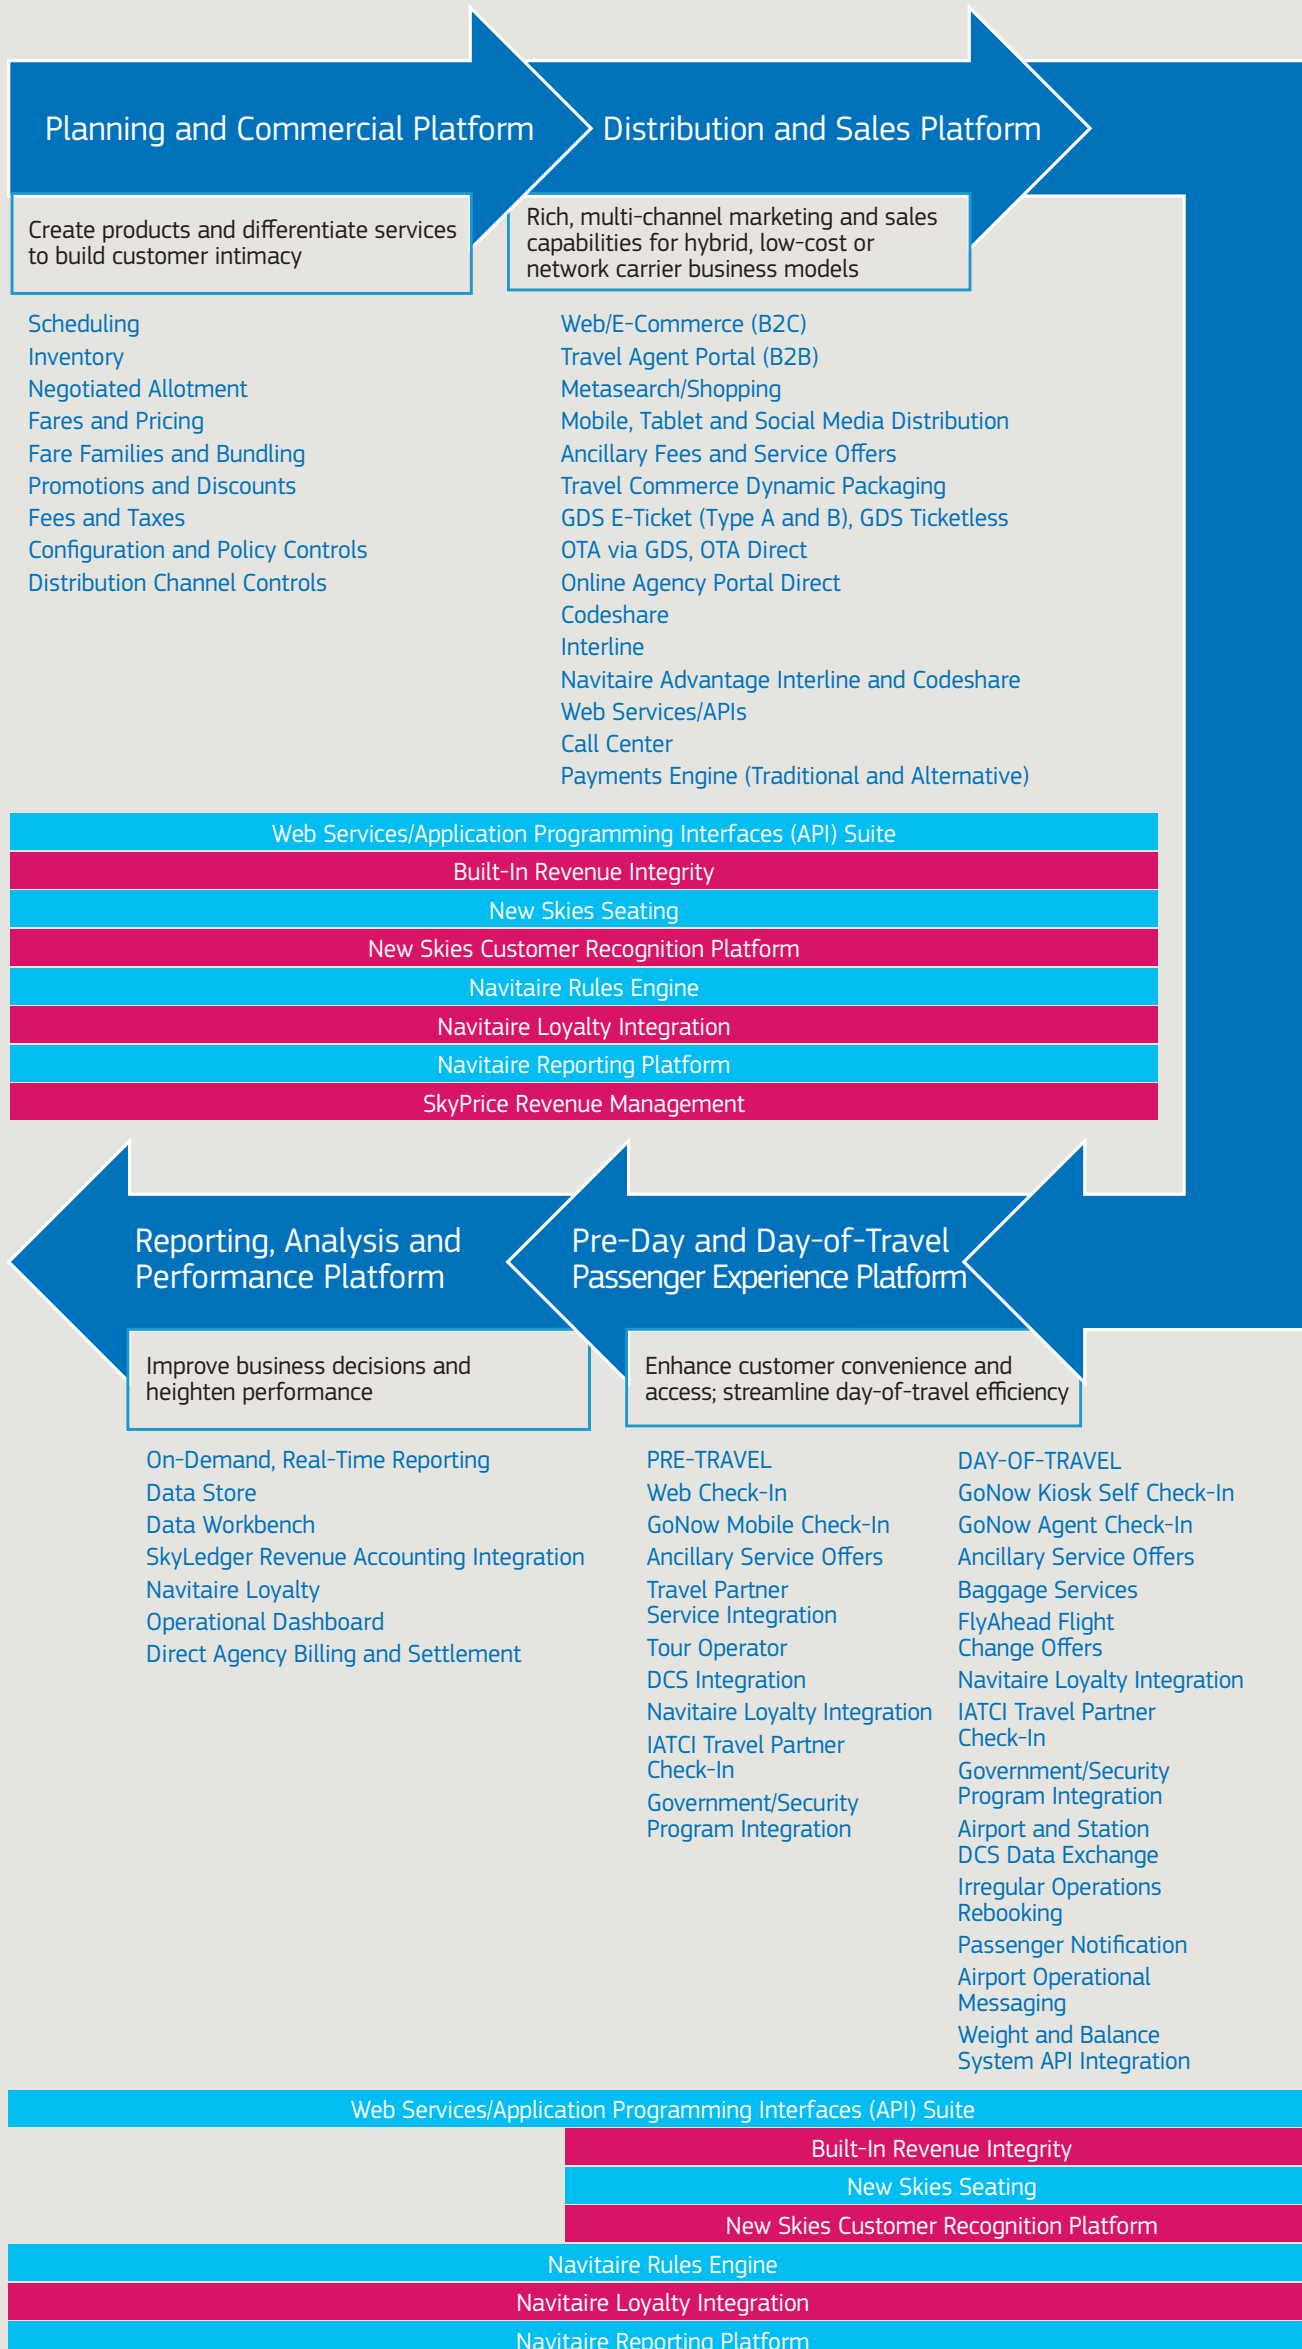 Planning and Commercial Platform
Distribution and Sales Platform
Create products and differentiate services
to build customer intimacy
Rich, multi-channel marketing and sales
capabilities for hybrid, low-cost or
network carrier business models
Scheduling
Inventory
Negotiated Allotment
Fares and Pricing
Fare Families and Bundling
Promotions and Discounts
Fees and Taxes
Configuration and Policy Controls
Distribution Channel Controls
Web/E-Commerce (B2C)
Travel Agent Portal (B2B)
Metasearch/Shopping
Mobile, Tablet and Social Media Distribution
Ancillary Fees and Service Offers
Travel Commerce Dynamic Packaging
GDS E-Ticket (Type A and B), GDS Ticketless
OTA via GDS, OTA Direct
Online Agency Portal Direct
Codeshare
Interline
Navitaire Advantage Interline and Codeshare
Web Services/APIs
Call Center
Payments Engine (Traditional and Alternative)
Web Services/Application Programming Interfaces (API) Suite
Built-In Revenue Integrity
New Skies Seating
New Skies Customer Recognition Platform
Navitaire Rules Engine
Navitaire Loyalty Integration
Navitaire Reporting Platform
SkyPrice Revenue Management
Reporting, Analysis and
Performance Platform
Pre-Day and Day-of-Travel
Passenger Experience Platform
Improve business decisions and
heighten performance
Enhance customer convenience and
access; streamline day-of-travel efficiency
On-Demand, Real-Time Reporting
Data Store
Data Workbench
SkyLedger Revenue Accounting Integration
Navitaire Loyalty
Operational Dashboard
Direct Agency Billing and Settlement
PRE-TRAVEL
Web Check-In
GoNow Mobile Check-In
Ancillary Service Offers
Travel Partner
Service Integration
Tour Operator
DCS Integration
Navitaire Loyalty Integration
IATCI Travel Partner
Check-In
Government/Security
Program Integration
DAY-OF-TRAVEL
GoNow Kiosk Self Check-In
GoNow Agent Check-In
Ancillary Service Offers
Baggage Services
FlyAhead Flight
Change Offers
Navitaire Loyalty Integration
IATCI Travel Partner
Check-In
Government/Security
Program Integration
Airport and Station
DCS Data Exchange
Irregular Operations
Rebooking
Passenger Notification
Airport Operational
Messaging
Weight and Balance
System API Integration
Web Services/Application Programming Interfaces (API) Suite
Built-In Revenue Integrity
New Skies Seating
New Skies Customer Recognition Platform
Navitaire Rules Engine
Navitaire Loyalty Integration
Navitaire Reporting Platform